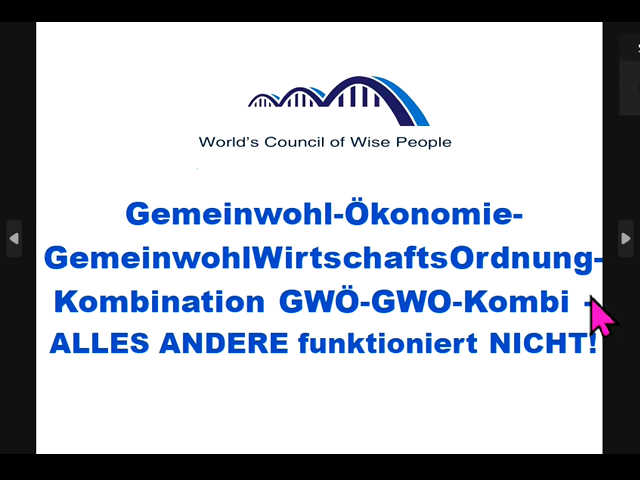 World's Council of Wise People
Gemeinwohl-Ökonomie-
GemeinwohlWirtschaftsOrdnung-
Kombination GWÖ-GWO-Kombi -
ALLES ANDERE funktioniert NICHT!